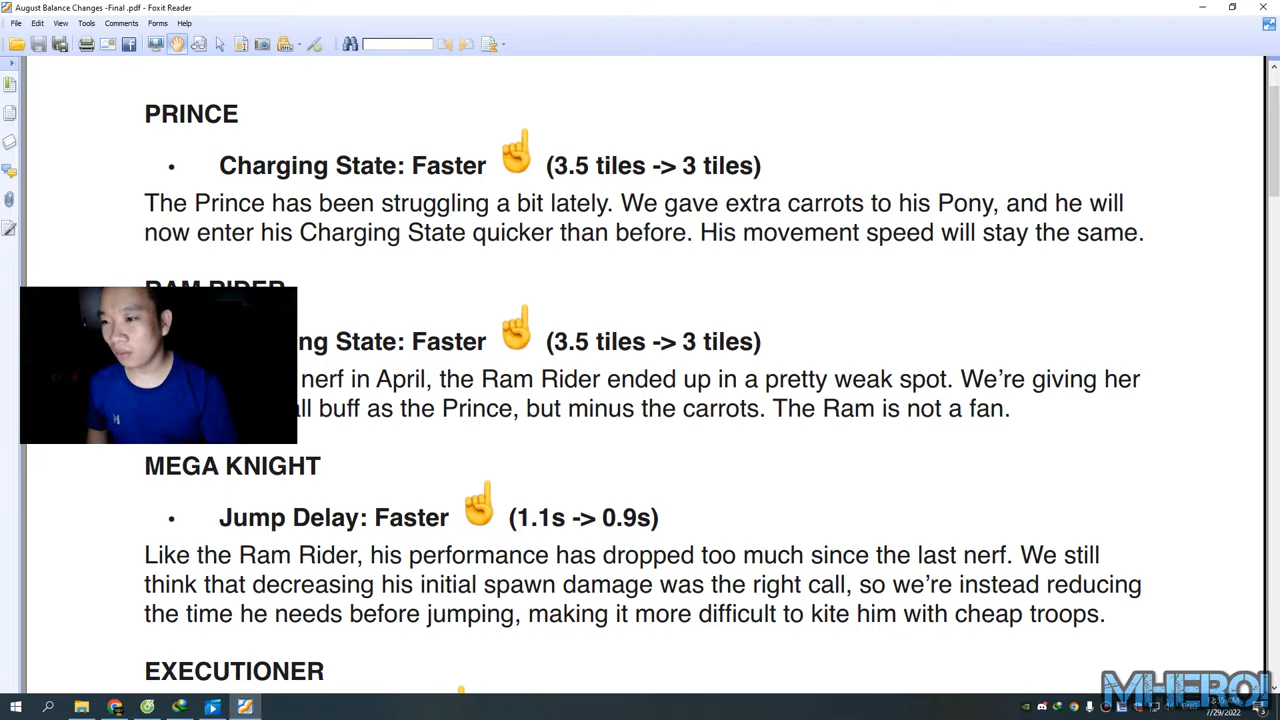 August Balance Changes -Final .pdf - Foxit Reader
File Edit View Tools Comments Forms Help
PRINCE
• Charging State: Faster ☝ (3.5 tiles -> 3 tiles)
The Prince has been struggling a bit lately. We gave extra carrots to his Pony, and he will
now enter his Charging State quicker than before. His movement speed will stay the same.
RAM RIDER
ng State: Faster ☝ (3.5 tiles -> 3 tiles)
nerf in April, the Ram Rider ended up in a pretty weak spot. We're giving her
all buff as the Prince, but minus the carrots. The Ram is not a fan.
MEGA KNIGHT
• Jump Delay: Faster ☝ (1.1s -> 0.9s)
Like the Ram Rider, his performance has dropped too much since the last nerf. We still
think that decreasing his initial spawn damage was the right call, so we're instead reducing
the time he needs before jumping, making it more difficult to kite him with cheap troops.
EXECUTIONER
MHERO!
7/29/2022